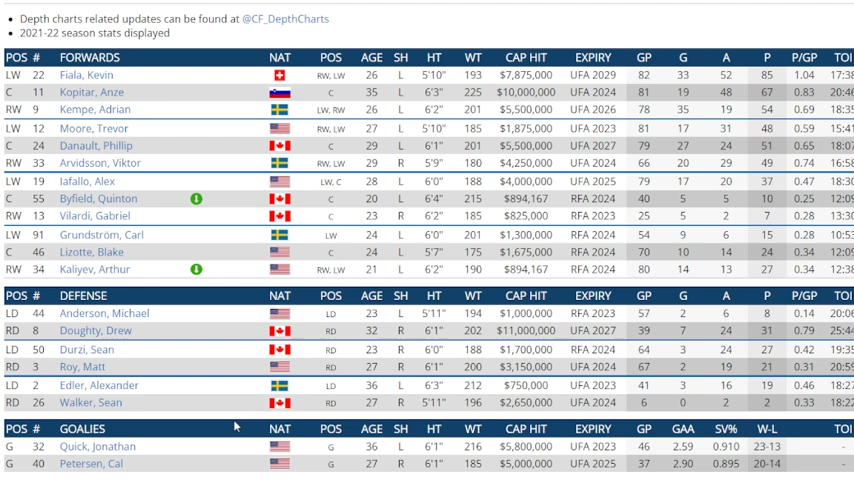 Depth charts related updates can be found at @CF_DepthCharts
2021-22 season stats displayed
POS # FORWARDS NAT POS AGE SH HT WT CAP HIT EXPIRY GP G A P P/GP TOI
LW 22 Fiala, Kevin RW, LW 26 L 5'10" 193 $7,875,000 UFA 2029 82 33 52 85 1.04 17:38
C 11 Kopitar, Anze C 35 L 6'3" 225 $10,000,000 UFA 2024 81 19 48 67 0.83 20:46
RW 9 Kempe, Adrian LW, RW 26 L 6'2" 201 $5,500,000 UFA 2026 78 35 19 54 0.69 18:35
LW 12 Moore, Trevor RW, LW 27 L 5'10" 185 $1,875,000 UFA 2023 81 17 31 48 0.59 15:41
C 24 Danault, Phillip C 29 L 6'1" 201 $5,500,000 UFA 2027 79 27 24 51 0.65 18:07
RW 33 Arvidsson, Viktor RW, LW 29 R 5'9" 180 $4,250,000 UFA 2024 66 20 29 49 0.74 16:58
LW 19 Iafallo, Alex LW, C 28 L 6'0" 188 $4,000,000 UFA 2025 79 17 20 37 0.47 18:30
C 55 Byfield, Quinton C 20 L 6'4" 215 $894,167 RFA 2024 40 5 5 10 0.25 12:09
RW 13 Vilardi, Gabriel C 23 R 6'2" 185 $825,000 RFA 2023 25 5 2 7 0.28 13:30
LW 91 Grundström, Carl LW 24 L 6'0" 201 $1,300,000 RFA 2024 54 9 6 15 0.28 10:53
C 46 Lizotte, Blake C 24 L 5'7" 175 $1,675,000 RFA 2024 70 10 14 24 0.34 12:09
RW 34 Kaliyev, Arthur RW, LW 21 L 6'2" 190 $894,167 RFA 2024 80 14 13 27 0.34 12:38
POS # DEFENSE NAT POS AGE SH HT WT CAP HIT EXPIRY GP G A P P/GP TOI
LD 44 Anderson, Michael LD 23 L 5'11" 194 $1,000,000 RFA 2023 57 2 6 8 0.14 20:06
RD 8 Doughty, Drew RD 32 R 6'1" 202 $11,000,000 UFA 2027 39 7 24 31 0.79 25:44
LD 50 Durzi, Sean RD 23 R 6'0" 188 $1,700,000 RFA 2024 64 3 24 27 0.42 19:35
RD 3 Roy, Matt RD 27 R 6'1" 200 $3,150,000 UFA 2024 67 2 19 21 0.31 20:59
LD 2 Edler, Alexander LD 36 L 6'3" 212 $750,000 UFA 2023 41 3 16 19 0.46 18:27
RD 26 Walker, Sean RD 27 R 5'11" 196 $2,650,000 UFA 2024 6 0 2 2 0.33 18:22
POS # GOALIES NAT POS AGE SH HT WT CAP HIT EXPIRY GP GAA SV% W-L TOI
G 32 Quick, Jonathan G 36 L 6'1" 216 $5,800,000 UFA 2023 46 2.59 0.910 23-13 -
G 40 Petersen, Cal G 27 R 6'1" 185 $5,000,000 UFA 2025 37 2.90 0.895 20-14 -